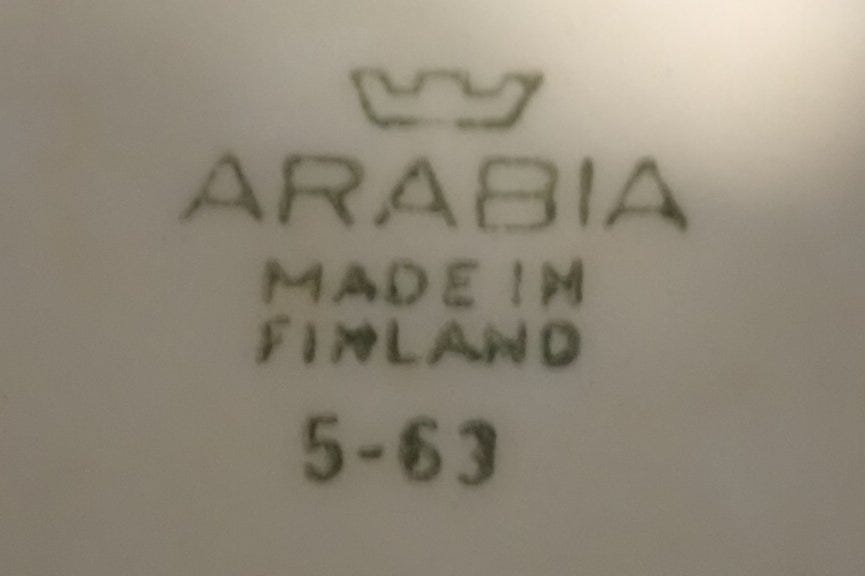 ARABIA
MADE IN
FINLAND
5-63